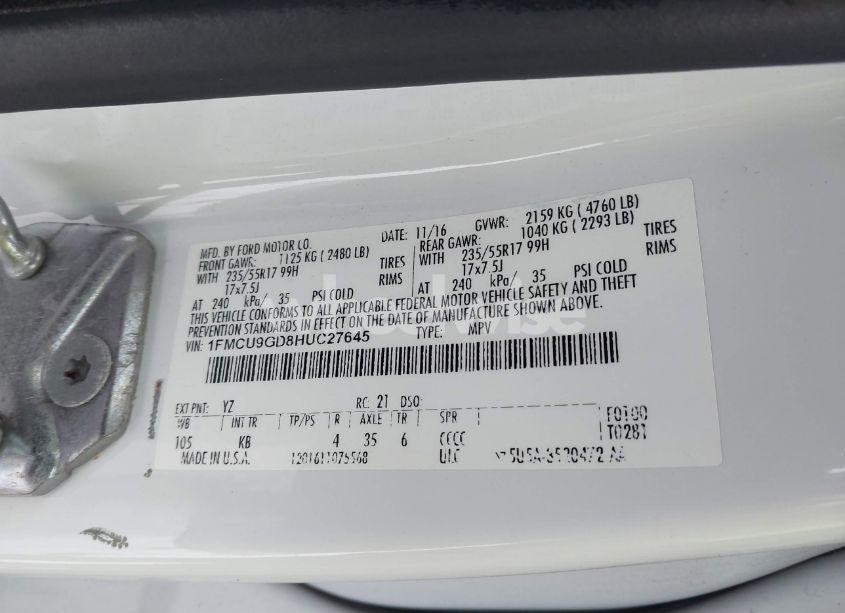 MFD. BY FORD MOTOR CO.
DATE: 11/16
GVWR: 2159 KG ( 4760 LB)
FRONT GAWR: 1125 KG ( 2480 LB)
REAR GAWR: 1040 KG ( 2293 LB)
WITH 235/55R17 99H TIRES
WITH 235/55R17 99H TIRES
17x7.5J RIMS
17x7.5J RIMS
AT 240 kPa/ 35 PSI COLD
AT 240 kPa/ 35 PSI COLD
THIS VEHICLE CONFORMS TO ALL APPLICABLE FEDERAL MOTOR VEHICLE SAFETY AND THEFT
PREVENTION STANDARDS IN EFFECT ON THE DATE OF MANUFACTURE SHOWN ABOVE.
VIN: 1FMCU9GD8HUC27645
TYPE: MPV
EXT PNT: YZ RC: 21 DSO:
WB INT TR TP/PS R AXLE TR SPR
F0100
105 KB 4 35 6 CCCC
T0281
MADE IN U.S.A. ULC